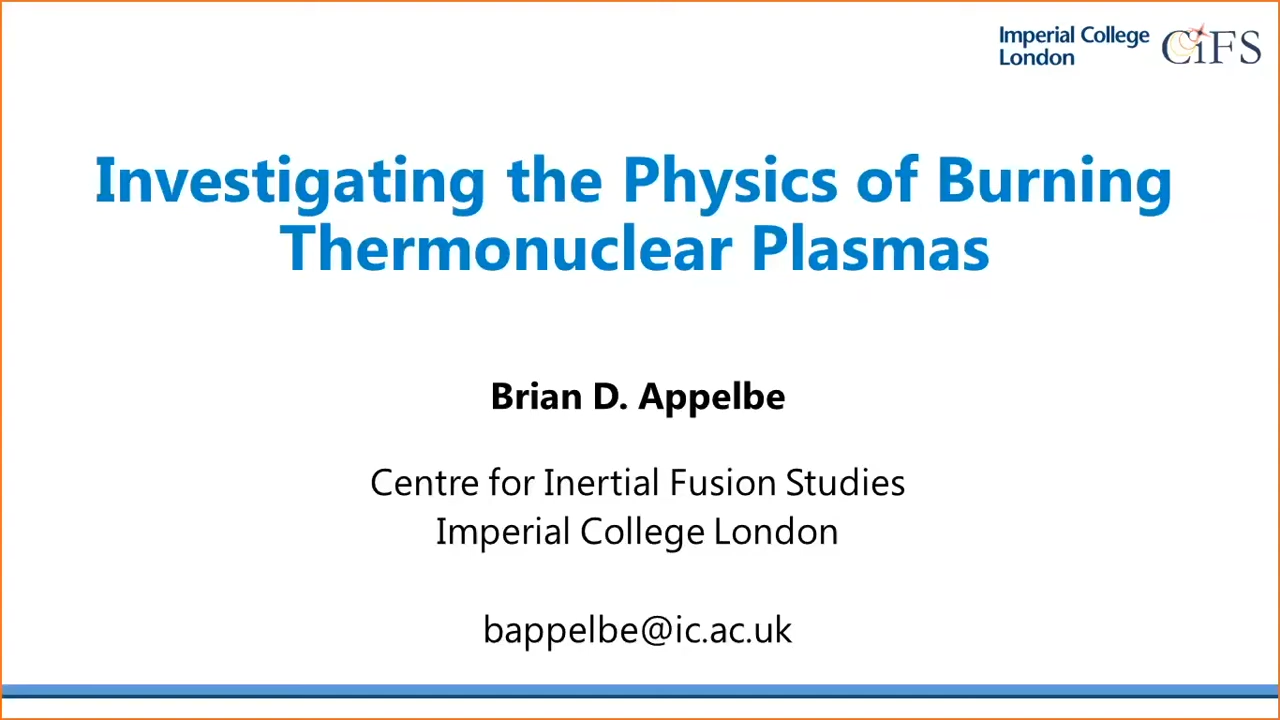 Imperial College
London
CiFS
Investigating the Physics of Burning
Thermonuclear Plasmas
Brian D. Appelbe
Centre for Inertial Fusion Studies
Imperial College London
bappelbe@ic.ac.uk